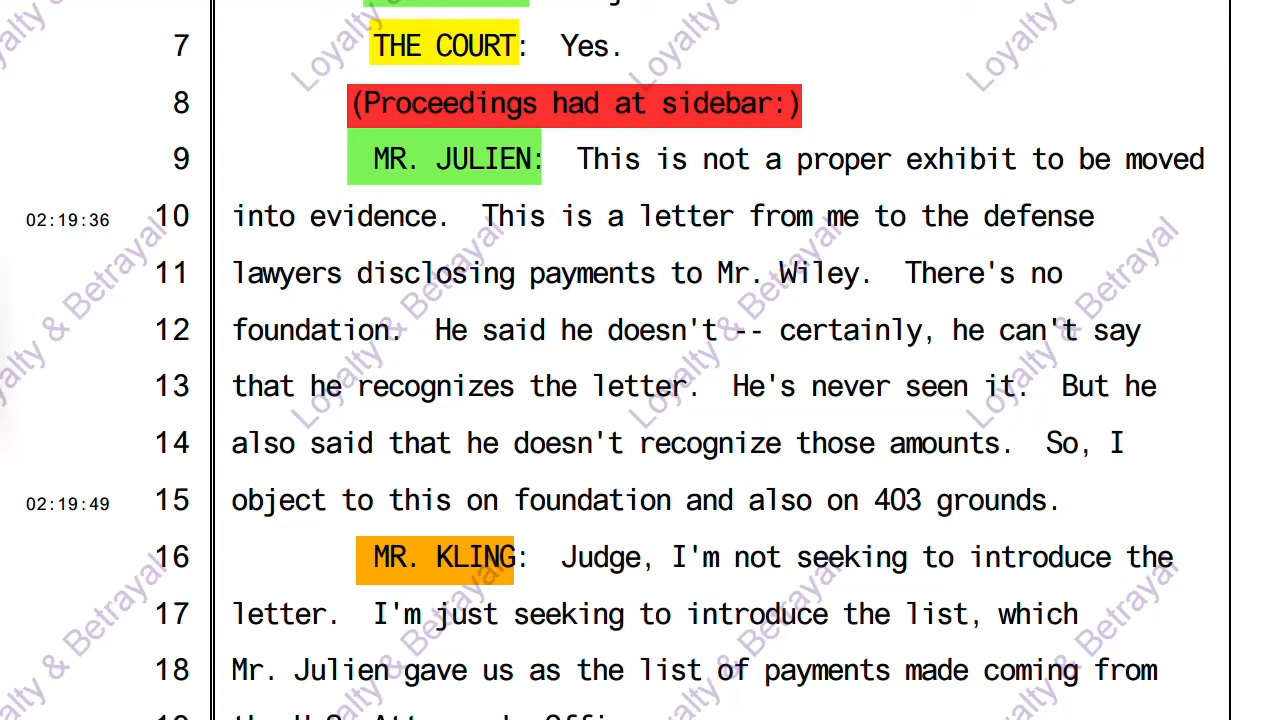 7 THE COURT: Yes.
8 (Proceedings had at sidebar:)
9 MR. JULIEN: This is not a proper exhibit to be moved
02:19:36 10 into evidence. This is a letter from me to the defense
11 lawyers disclosing payments to Mr. Wiley. There's no
12 foundation. He said he doesn't -- certainly, he can't say
13 that he recognizes the letter. He's never seen it. But he
14 also said that he doesn't recognize those amounts. So, I
02:19:49 15 object to this on foundation and also on 403 grounds.
16 MR. KLING: Judge, I'm not seeking to introduce the
17 letter. I'm just seeking to introduce the list, which
18 Mr. Julien gave us as the list of payments made coming from
Loyalty & Betrayal
Loyalty & Betrayal
Loyalty & Betrayal